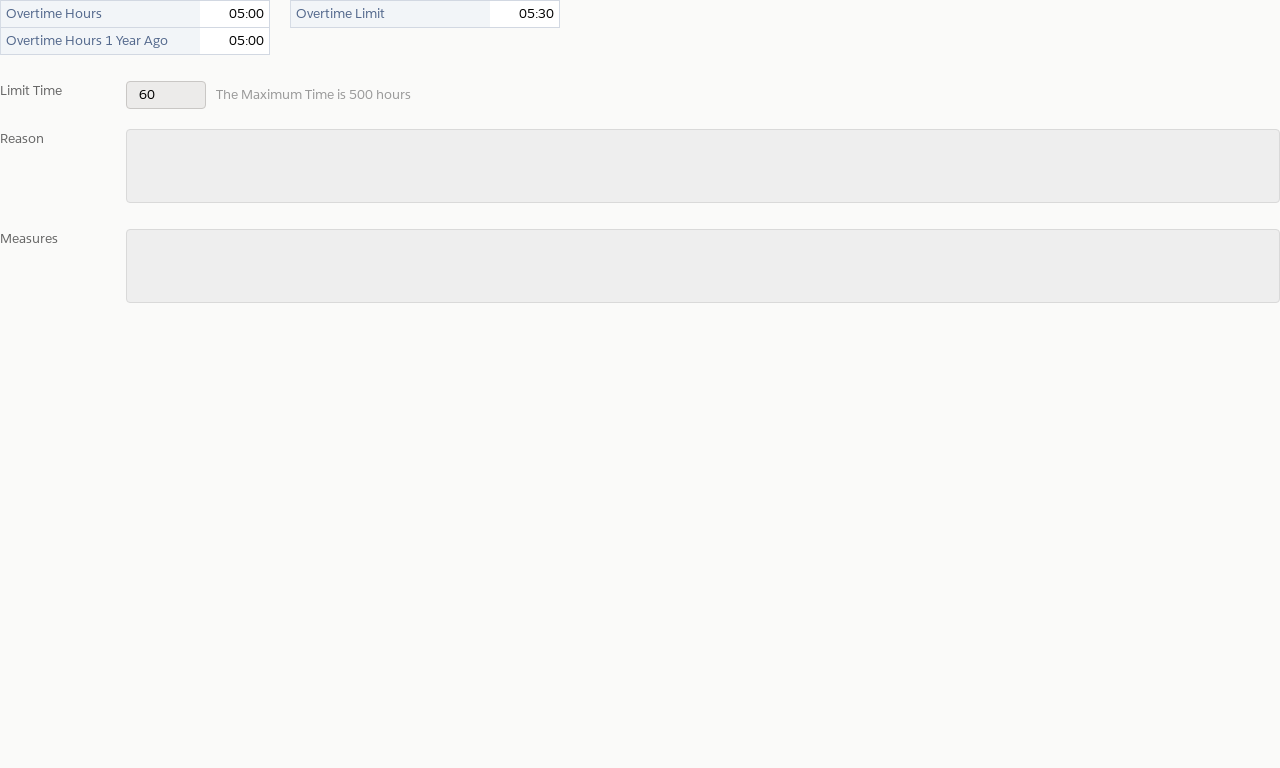 Overtime Hours 05:00 Overtime Limit 05:30
Overtime Hours 1 Year Ago 05:00
Limit Time 60 The Maximum Time is 500 hours
Reason
Measures